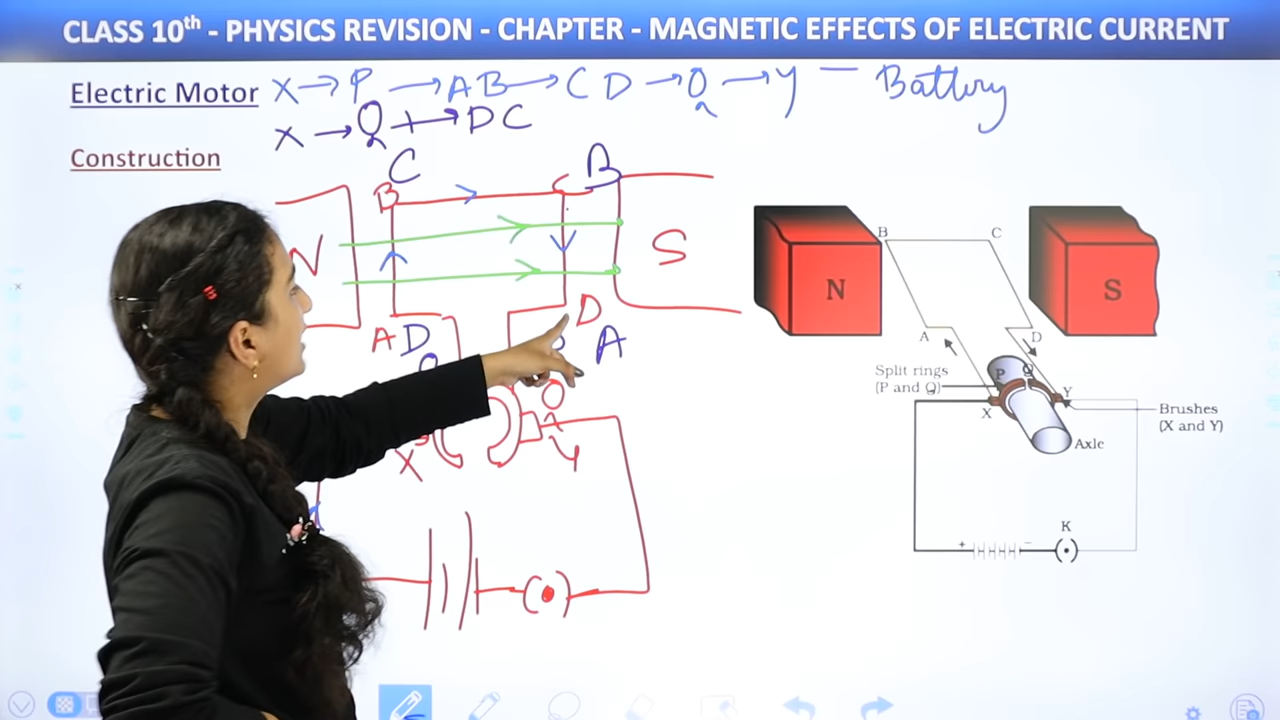 CLASS 10th - PHYSICS REVISION - CHAPTER - MAGNETIC EFFECTS OF ELECTRIC CURRENT
Electric Motor X → P → AB → CD → Q → Y — Battery
X → Q → DC
Construction
C B
B C
N S
A D D A
Q
X Y
B C
N S
A D
Split rings
(P and Q)
P Q
X Y
Brushes
(X and Y)
Axle
K
+ −